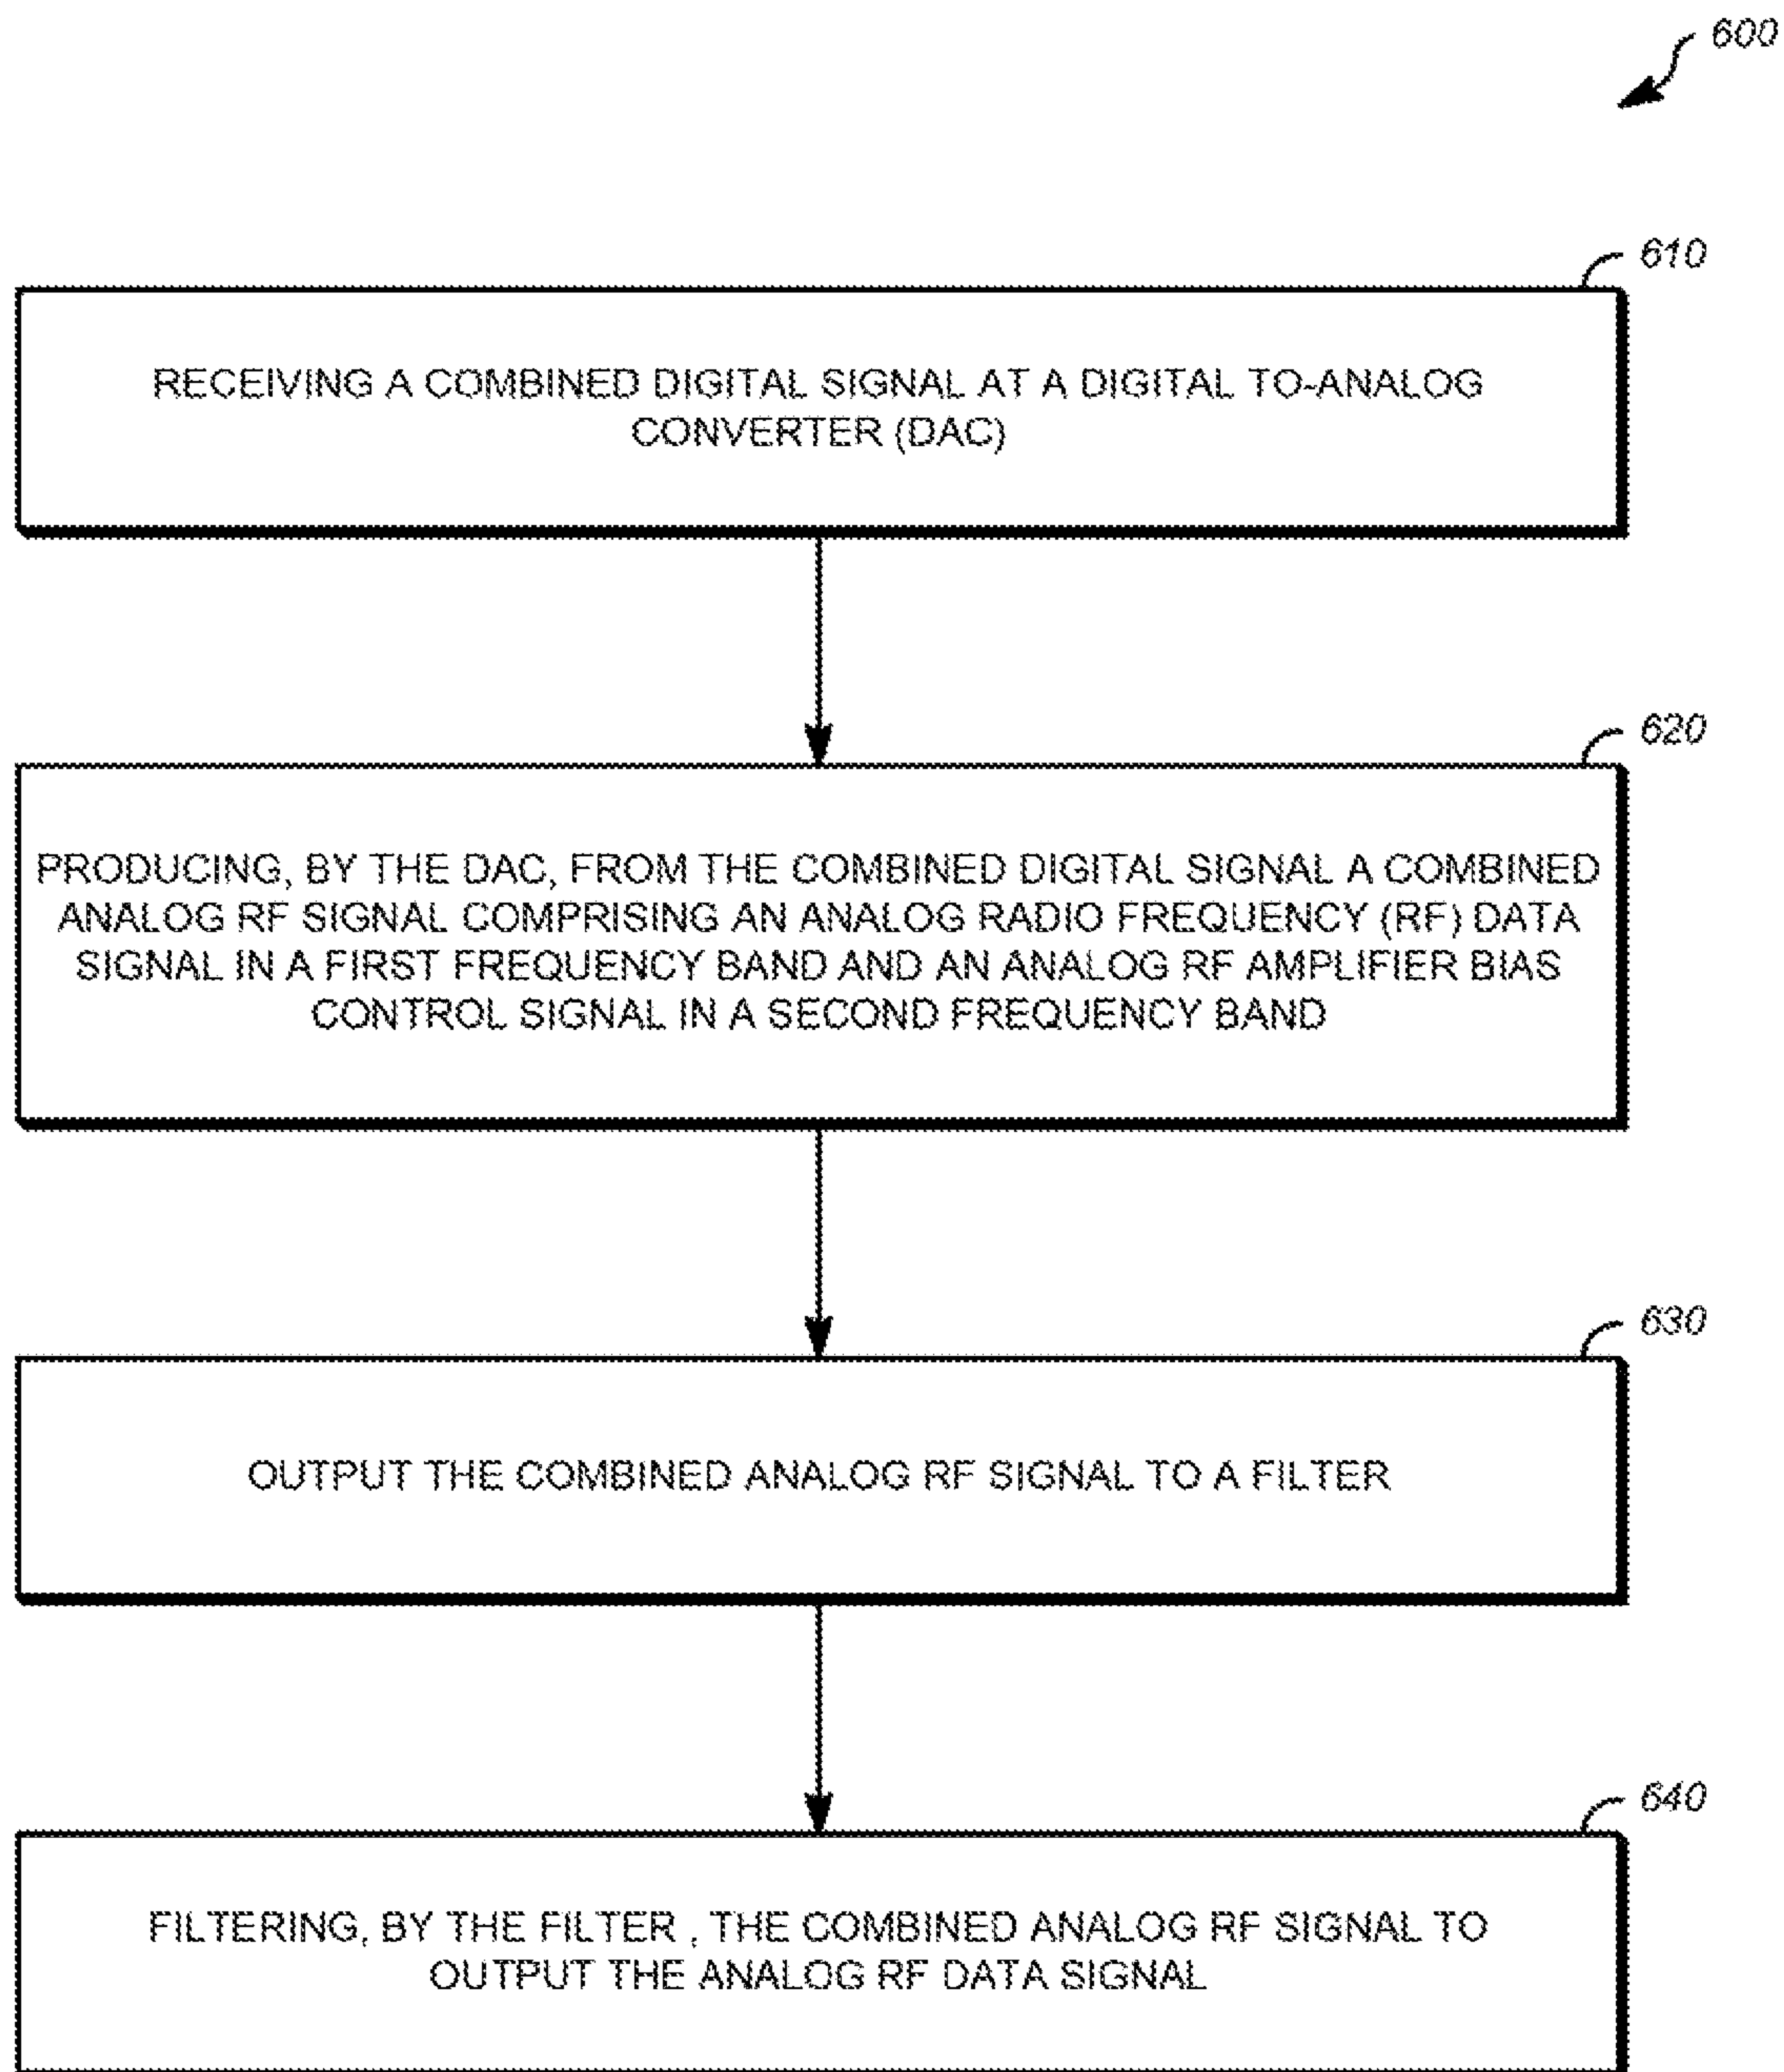 600
610
RECEIVING A COMBINED DIGITAL SIGNAL AT A DIGITAL TO-ANALOG
CONVERTER (DAC)
620
PRODUCING, BY THE DAC, FROM THE COMBINED DIGITAL SIGNAL A COMBINED
ANALOG RF SIGNAL COMPRISING AN ANALOG RADIO FREQUENCY (RF) DATA
SIGNAL IN A FIRST FREQUENCY BAND AND AN ANALOG RF AMPLIFIER BIAS
CONTROL SIGNAL IN A SECOND FREQUENCY BAND
630
OUTPUT THE COMBINED ANALOG RF SIGNAL TO A FILTER
640
FILTERING, BY THE FILTER , THE COMBINED ANALOG RF SIGNAL TO
OUTPUT THE ANALOG RF DATA SIGNAL